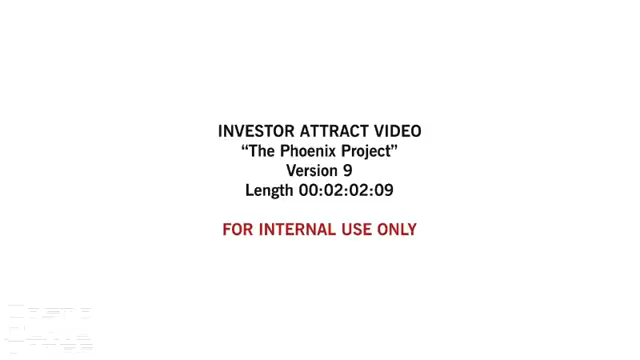 INVESTOR ATTRACT VIDEO
“The Phoenix Project”
Version 9
Length 00:02:02:09
FOR INTERNAL USE ONLY